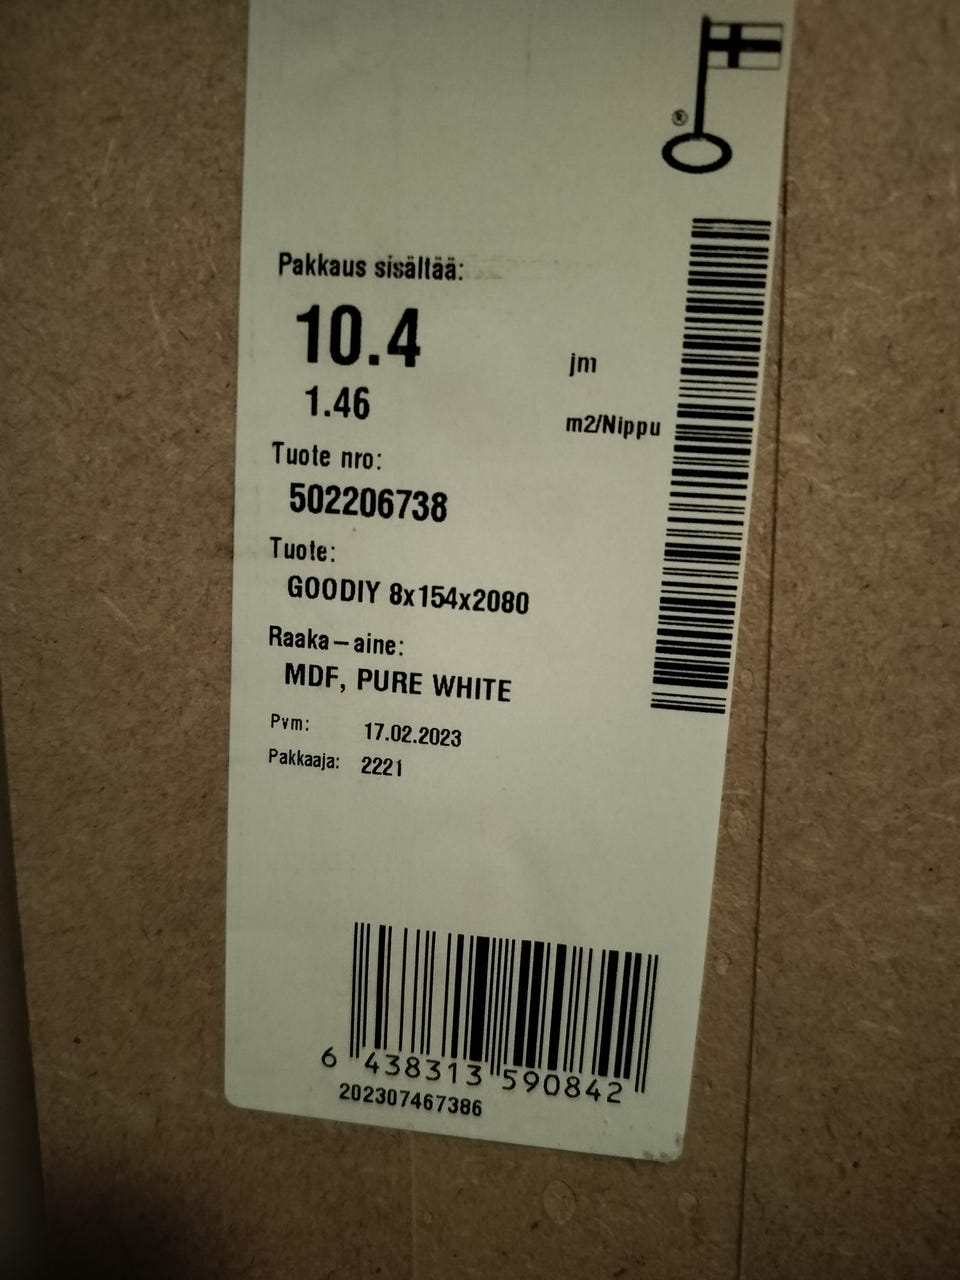 ®
Pakkaus sisältää:
10.4 jm
1.46 m2/Nippu
Tuote nro:
502206738
Tuote:
GOODIY 8x154x2080
Raaka-aine:
MDF, PURE WHITE
Pvm: 17.02.2023
Pakkaaja: 2221
6 438313 590842
202307467386